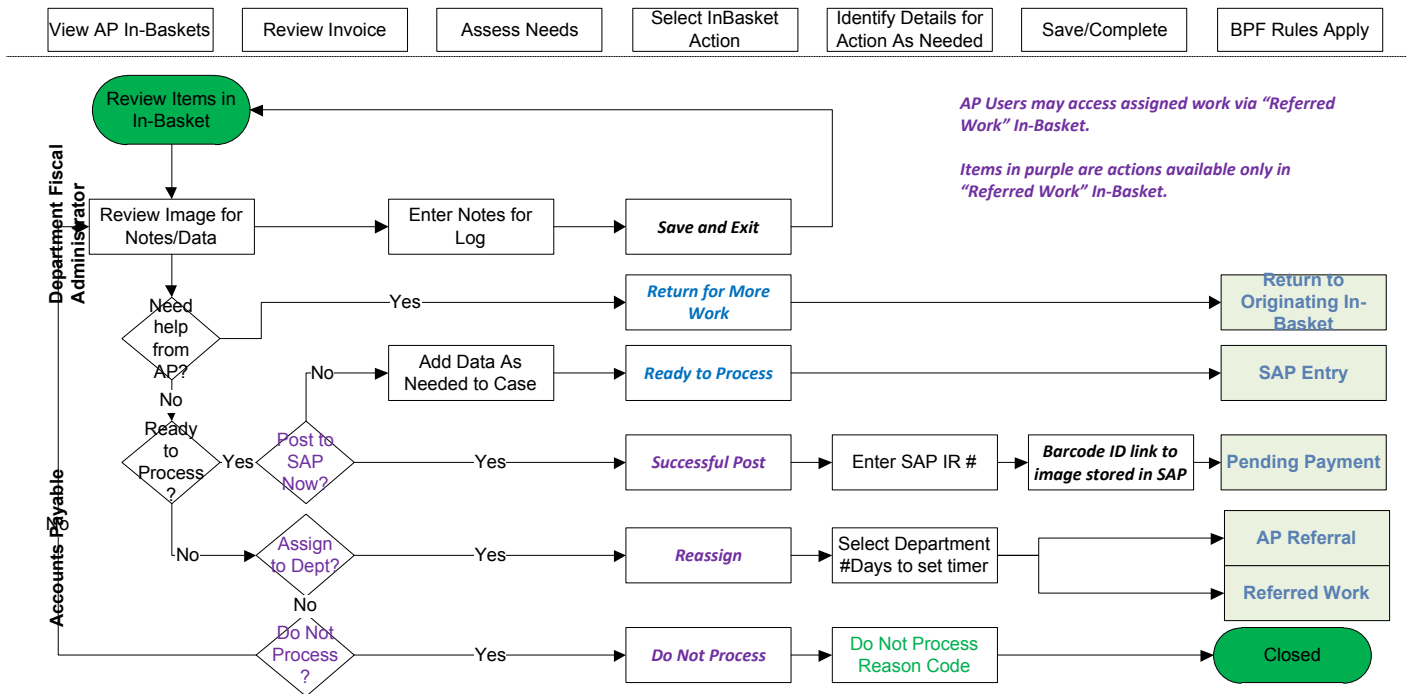 View AP In-Baskets
Review Invoice
Assess Needs
Select InBasket
Action
Identify Details for
Action As Needed
Save/Complete
BPF Rules Apply
Review Items in
In-Basket
AP Users may access assigned work via “Referred
Work” In-Basket.
Items in purple are actions available only in
“Referred Work” In-Basket.
Department Fiscal
Administrator
Review Image for
Notes/Data
Enter Notes for
Log
Save and Exit
Need
help
from
AP?
Yes
Return for More
Work
Return to
Originating In-
Basket
No
Add Data As
Needed to Case
Ready to Process
SAP Entry
No
Ready
to
Process
?
Yes
Post to
SAP
Now?
Yes
Successful Post
Enter SAP IR #
Barcode ID link to
image stored in SAP
Pending Payment
Accounts Payable
No
No
Assign
to Dept?
Yes
Reassign
Select Department
#Days to set timer
AP Referral
Referred Work
No
Do Not
Process
?
Yes
Do Not Process
Do Not Process
Reason Code
Closed